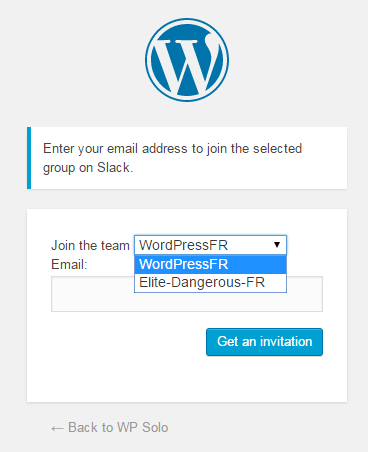 Enter your email address to join the selected
group on Slack.
Join the team WordPressFR
Email: WordPressFR
Elite-Dangerous-FR
Get an invitation
← Back to WP Solo